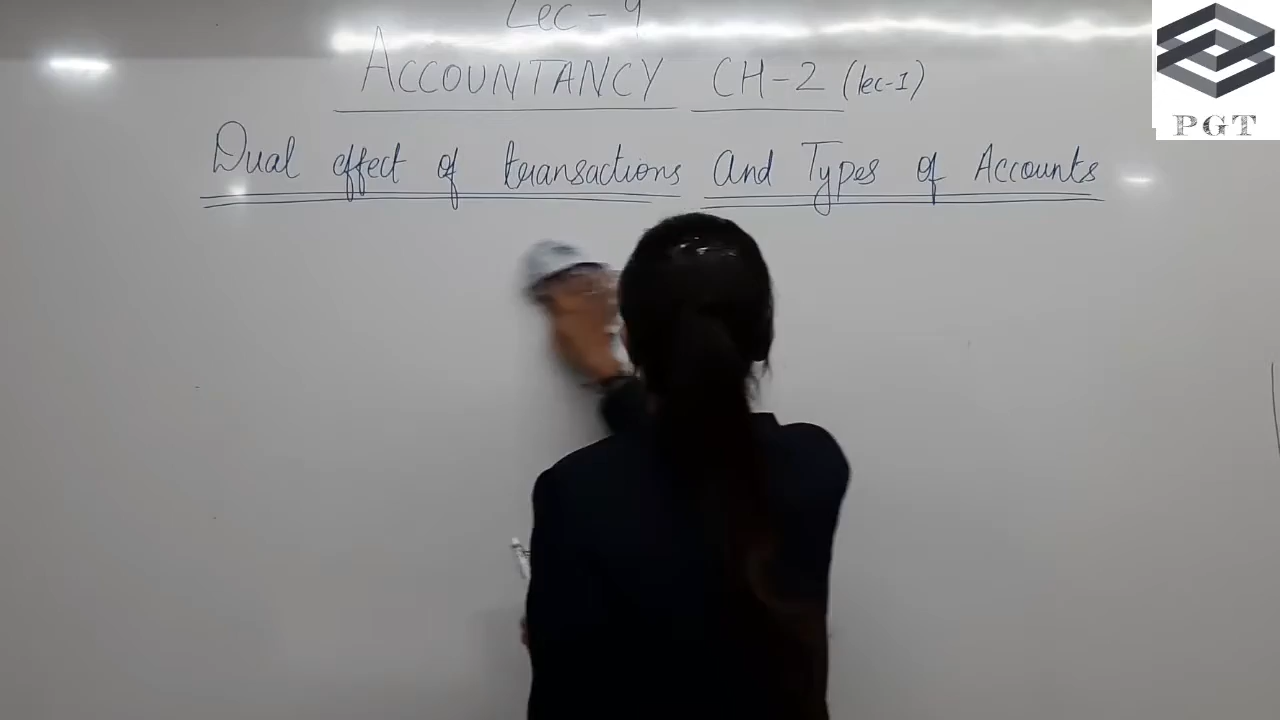 Lec - 9
ACCOUNTANCY CH-2 (lec-1)
Dual effect of transactions and Types of Accounts
PGT